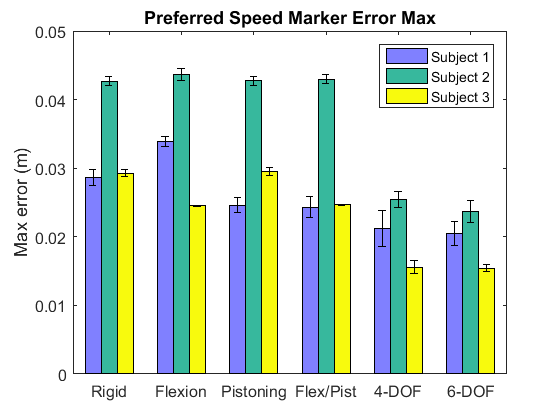 Preferred Speed Marker Error Max
Max error (m)
0.05
0.04
0.03
0.02
0.01
0
Subject 1
Subject 2
Subject 3
Rigid Flexion Pistoning Flex/Pist 4-DOF 6-DOF